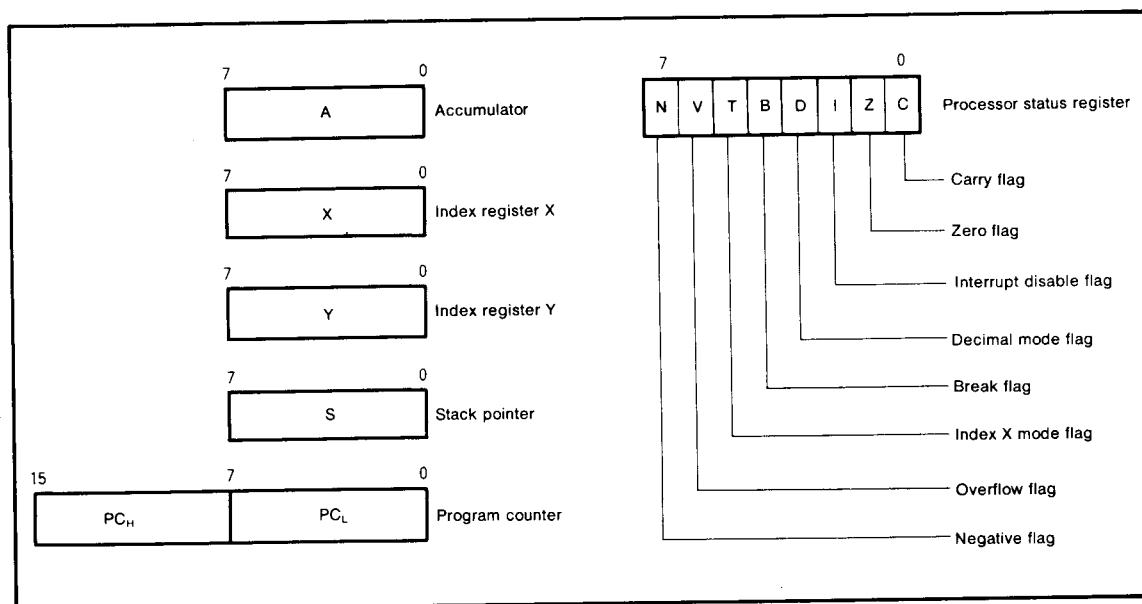 7 0
A Accumulator
7 0
X Index register X
7 0
Y Index register Y
7 0
S Stack pointer
15 7 0
PCH PCL Program counter
7 0
N V T B D I Z C Processor status register
Carry flag
Zero flag
Interrupt disable flag
Decimal mode flag
Break flag
Index X mode flag
Overflow flag
Negative flag